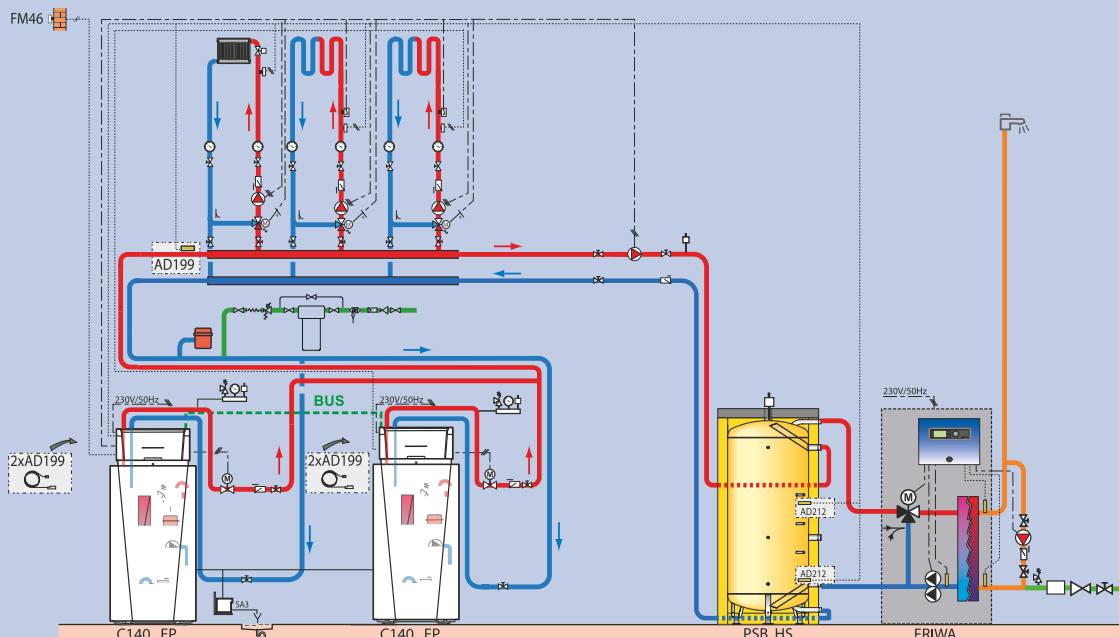 FM46
AD199
BUS
230V/50Hz
230V/50Hz
230V/50Hz
2xAD199
2xAD199
M
M
M
M
M
M
AD212
AD212
SA3
C140 EP
C140 EP
PSB HS
FRIWA